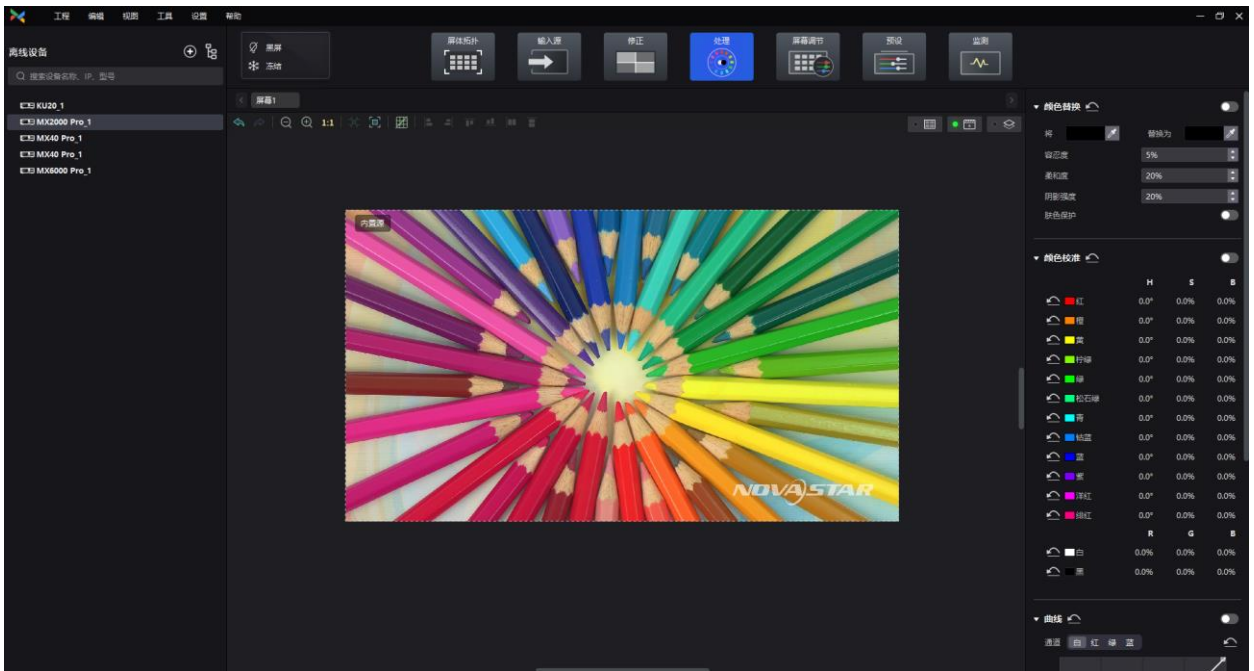 工程 编辑 视图 工具 设置 帮助
离线设备
搜索设备名称、IP、型号
KU20_1
MX2000 Pro_1
MX40 Pro_1
MX40 Pro_1
MX6000 Pro_1
黑屏
冻结
屏体拓扑 输入源 修正 处理 屏幕调节 预设 监测
屏幕1
1:1
内置源
NOVASTAR
颜色替换
将 替换为
容忍度 5%
柔和度 20%
阴影强度 20%
肤色保护
颜色校准
H S B
红 0.0° 0.0% 0.0%
橙 0.0° 0.0% 0.0%
黄 0.0° 0.0% 0.0%
柠绿 0.0° 0.0% 0.0%
绿 0.0° 0.0% 0.0%
松石绿 0.0° 0.0% 0.0%
青 0.0° 0.0% 0.0%
钴蓝 0.0° 0.0% 0.0%
蓝 0.0° 0.0% 0.0%
紫 0.0° 0.0% 0.0%
洋红 0.0° 0.0% 0.0%
绯红 0.0° 0.0% 0.0%
R G B
白 0.0% 0.0% 0.0%
黑 0.0% 0.0% 0.0%
曲线
通道 白 红 绿 蓝